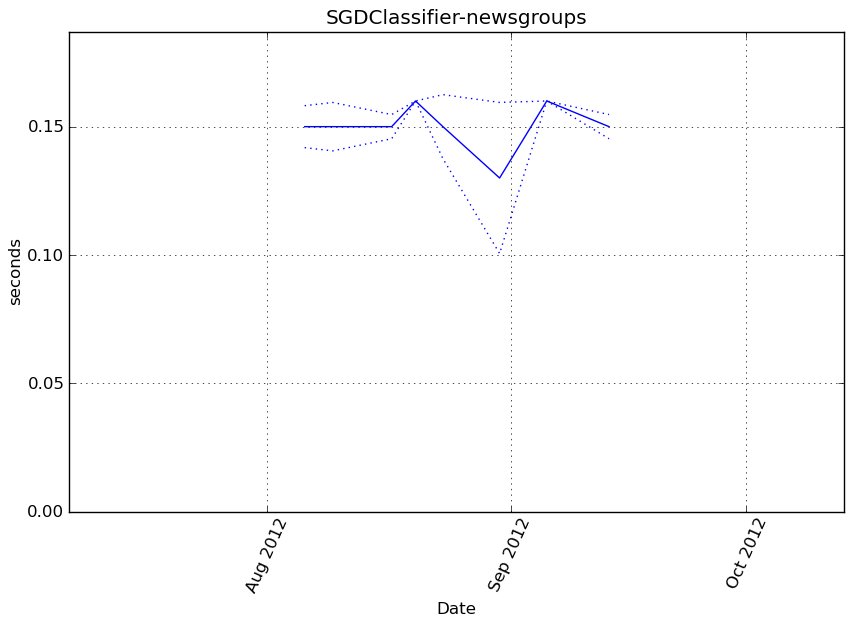 SGDClassifier-newsgroups
0.15
0.10
0.05
0.00
seconds
Aug 2012
Sep 2012
Oct 2012
Date